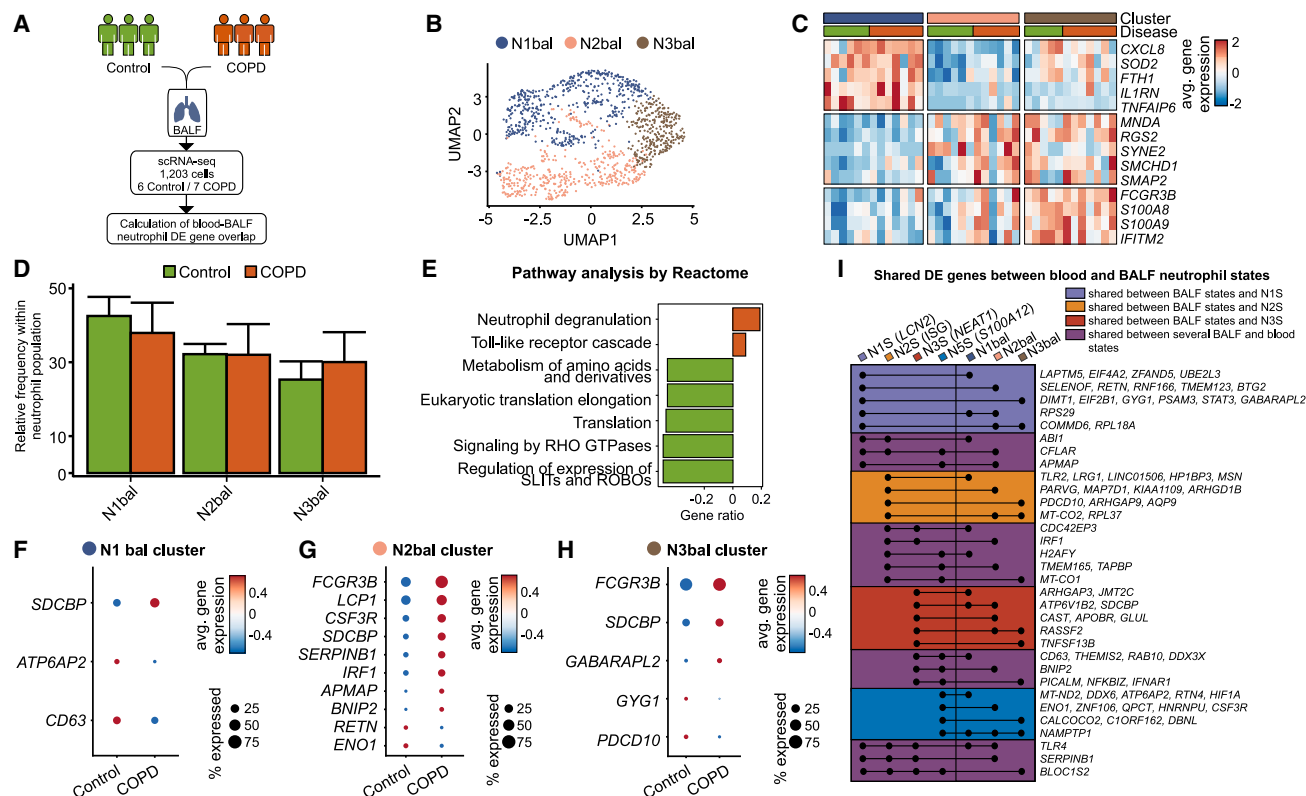 A
Control
COPD
BALF
scRNA-seq
1,203 cells
6 Control / 7 COPD
Calculation of blood-BALF
neutrophil DE gene overlap
B
N1bal
N2bal
N3bal
UMAP2
3
0
-3
-5
-2.5
0
2.5
5
UMAP1
C
Cluster
Disease
CXCL8
SOD2
FTH1
IL1RN
TNFAIP6
MNDA
RGS2
SYNE2
SMCHD1
SMAP2
FCGR3B
S100A8
S100A9
IFITM2
avg. gene
expression
2
0
-2
D
Control
COPD
Relative frequency within
neutrophil population
50
30
10
0
N1bal
N2bal
N3bal
E
Pathway analysis by Reactome
Neutrophil degranulation
Toll-like receptor cascade
Metabolism of amino acids
and derivatives
Eukaryotic translation elongation
Translation
Signaling by RHO GTPases
Regulation of expression of
SLITs and ROBOs
0
0.2
Gene ratio
F
N1 bal cluster
SDCBP
ATP6AP2
CD63
Control
COPD
avg. gene
expression
0.4
0
-0.4
% expressed
25
50
75
G
N2bal cluster
FCGR3B
LCP1
CSF3R
SDCBP
SERPINB1
IRF1
APMAP
BNIP2
RETN
ENO1
Control
COPD
avg. gene
expression
0.4
0
-0.4
% expressed
25
50
75
H
N3bal cluster
FCGR3B
SDCBP
GABARAPL2
GYG1
PDCD10
Control
COPD
avg. gene
expression
0.4
0
-0.4
% expressed
25
50
75
I
Shared DE genes between blood and BALF neutrophil states
shared between BALF states and N1S
shared between BALF states and N2S
shared between BALF states and N3S
shared between several BALF and blood
states
N1S (LCN2)
N2S (ISG)
N3S (NEAT1)
N5S (S100A12)
N1bal
N2bal
N3bal
LAPTM5, EIF4A2, ZFAND5, UBE2L3
SELENOF, RETN, RNF166, TMEM123, BTG2
DIMT1, EIF2B1, GYG1, PSAM3, STAT3, GABARAPL2
RPS29
COMMD6, RPL18A
ABI1
CFLAR
APMAP
TLR2, LRG1, LINC01506, HP1BP3, MSN
PARVG, MAP7D1, KIAA1109, ARHGD1B
PDCD10, ARHGAP9, AQP9
MT-CO2, RPL37
CDC42EP3
IRF1
H2AFY
TMEM165, TAPBP
MT-CO1
ARHGAP3, JMT2C
ATP6V1B2, SDCBP
CAST, APOBR, GLUL
RASSF2
TNFSF13B
CD63, THEMIS2, RAB10, DDX3X
BNIP2
PICALM, NFKBIZ, IFNAR1
MT-ND2, DDX6, ATP6AP2, RTN4, HIF1A
ENO1, ZNF106, QPCT, HNRNPU, CSF3R
CALCOCO2, C1ORF162, DBNL
NAMPTP1
TLR4
SERPINB1
BLOC1S2